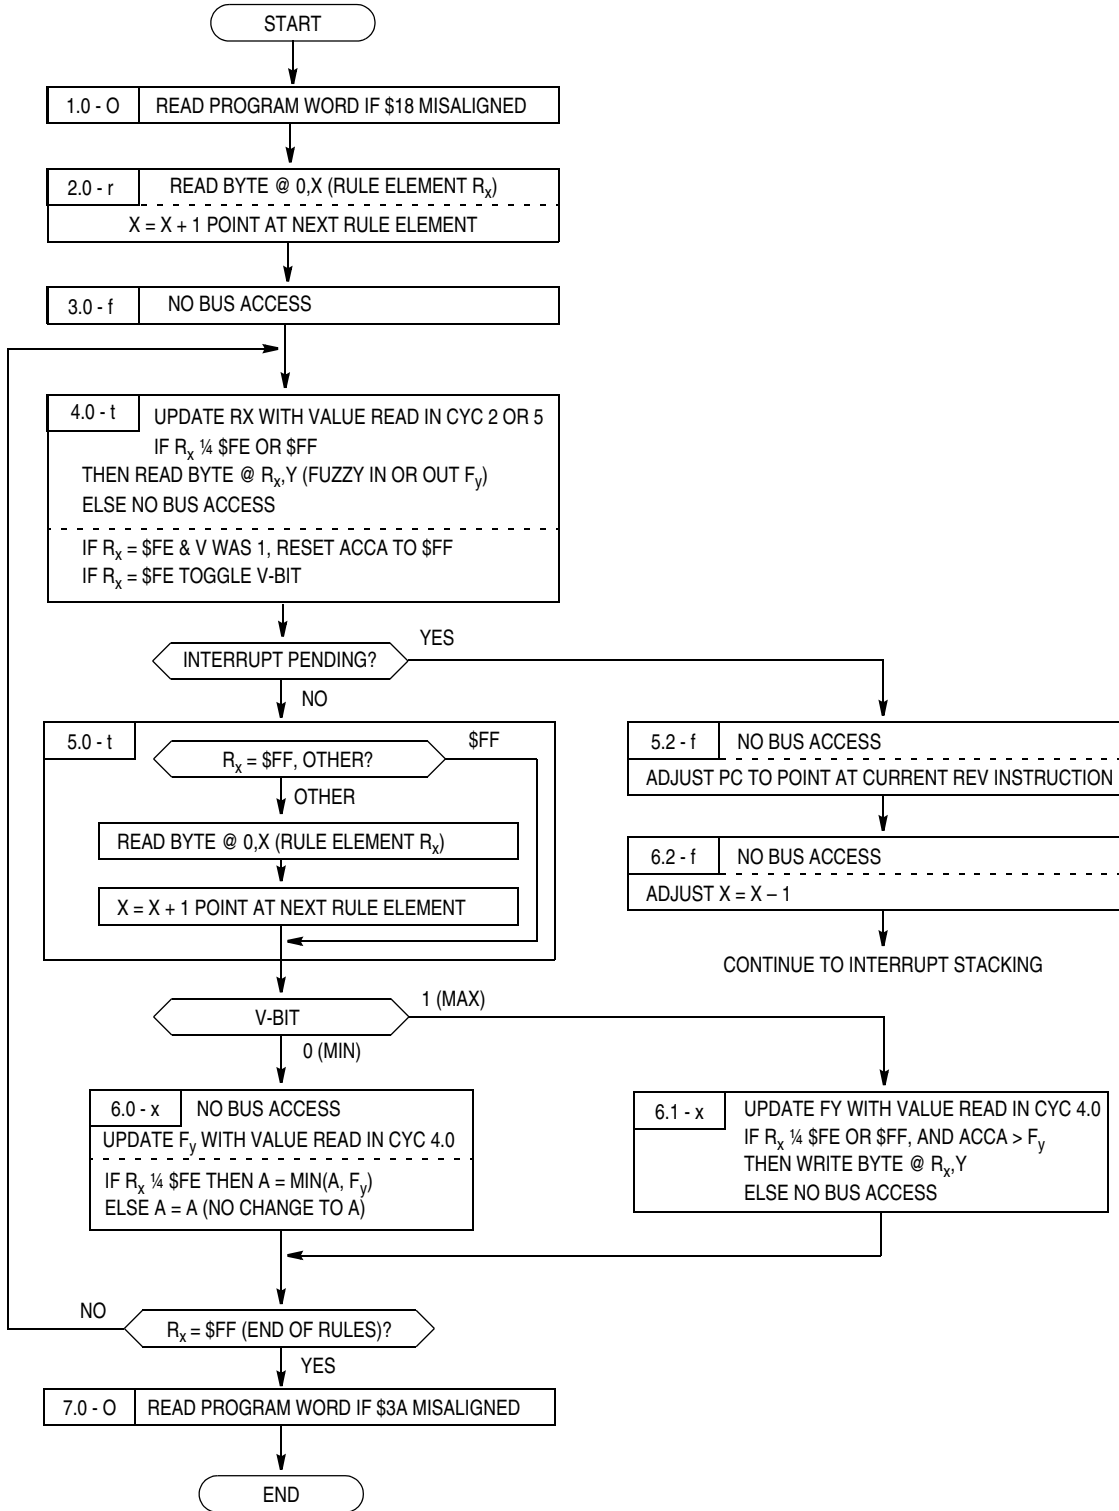 START
1.0 - O READ PROGRAM WORD IF $18 MISALIGNED
2.0 - r READ BYTE @ 0,X (RULE ELEMENT Rx)
X = X + 1 POINT AT NEXT RULE ELEMENT
3.0 - f NO BUS ACCESS
4.0 - t UPDATE RX WITH VALUE READ IN CYC 2 OR 5
IF Rx ¼ $FE OR $FF
THEN READ BYTE @ Rx,Y (FUZZY IN OR OUT Fy)
ELSE NO BUS ACCESS
IF Rx = $FE & V WAS 1, RESET ACCA TO $FF
IF Rx = $FE TOGGLE V-BIT
INTERRUPT PENDING?
YES
NO
5.0 - t
Rx = $FF, OTHER?
$FF
OTHER
READ BYTE @ 0,X (RULE ELEMENT Rx)
X = X + 1 POINT AT NEXT RULE ELEMENT
5.2 - f NO BUS ACCESS
ADJUST PC TO POINT AT CURRENT REV INSTRUCTION
6.2 - f NO BUS ACCESS
ADJUST X = X – 1
CONTINUE TO INTERRUPT STACKING
V-BIT
1 (MAX)
0 (MIN)
6.0 - x NO BUS ACCESS
UPDATE Fy WITH VALUE READ IN CYC 4.0
IF Rx ¼ $FE THEN A = MIN(A, Fy)
ELSE A = A (NO CHANGE TO A)
6.1 - x UPDATE FY WITH VALUE READ IN CYC 4.0
IF Rx ¼ $FE OR $FF, AND ACCA > Fy
THEN WRITE BYTE @ Rx,Y
ELSE NO BUS ACCESS
NO
Rx = $FF (END OF RULES)?
YES
7.0 - O READ PROGRAM WORD IF $3A MISALIGNED
END